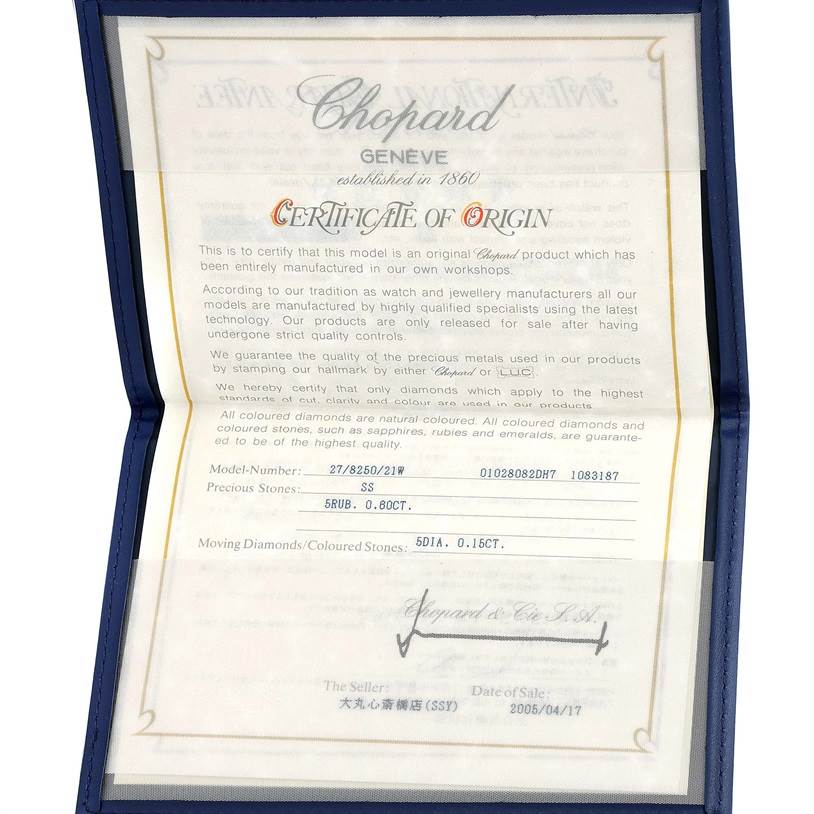 Chopard
GENÈVE
established in 1860
CERTIFICATE OF ORIGIN
This is to certify that this model is an original Chopard product which has
been entirely manufactured in our own workshops.
According to our tradition as watch and jewellery manufacturers all our
models are manufactured by highly qualified specialists using the latest
technology. Our products are only released for sale after having
undergone strict quality controls.
We guarantee the quality of the precious metals used in our products
by stamping our hallmark by either Chopard or LUC.
We hereby certify that only diamonds which apply to the highest
standards of cut, clarity and colour are used in our products.
All coloured diamonds are natural coloured. All coloured diamonds and
coloured stones, such as sapphires, rubies and emeralds, are guarante-
ed to be of the highest quality.
Model-Number: 27/8250/21W 01028082DH7 1083187
Precious Stones: SS
5RUB. 0.60CT.
Moving Diamonds/Coloured Stones: 5DIA. 0.15CT.
Chopard & Cie S.A.
The Seller: Date of Sale:
大丸心斎橋店(SSY) 2005/04/17